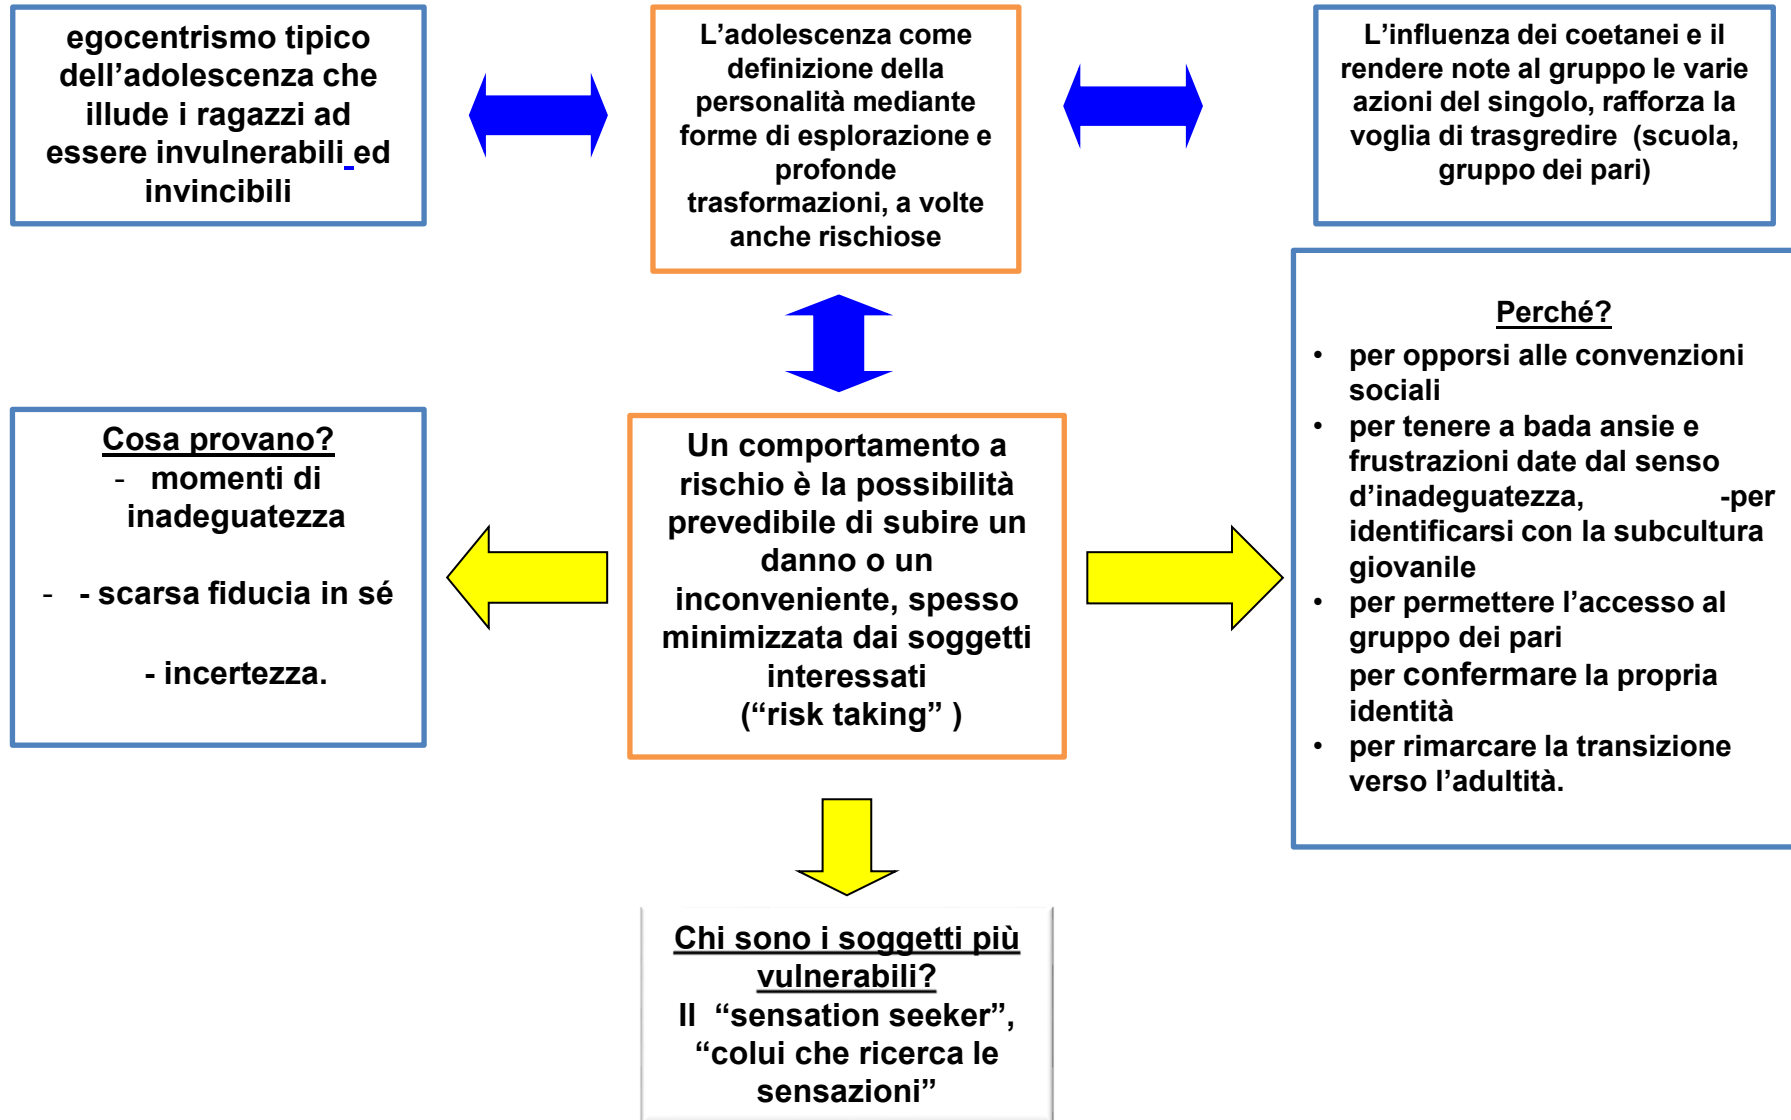 egocentrismo tipico
dell’adolescenza che
illude i ragazzi ad
essere invulnerabili ed
invincibili
L’adolescenza come
definizione della
personalità mediante
forme di esplorazione e
profonde
trasformazioni, a volte
anche rischiose
L’influenza dei coetanei e il
rendere note al gruppo le varie
azioni del singolo, rafforza la
voglia di trasgredire (scuola,
gruppo dei pari)
Cosa provano?
- momenti di
inadeguatezza
- - scarsa fiducia in sé
- incertezza.
Un comportamento a
rischio è la possibilità
prevedibile di subire un
danno o un
inconveniente, spesso
minimizzata dai soggetti
interessati
(“risk taking” )
Perché?
• per opporsi alle convenzioni
sociali
• per tenere a bada ansie e
frustrazioni date dal senso
d’inadeguatezza, -per
identificarsi con la subcultura
giovanile
• per permettere l’accesso al
gruppo dei pari
per confermare la propria
identità
• per rimarcare la transizione
verso l’adultità.
Chi sono i soggetti più
vulnerabili?
Il “sensation seeker”,
“colui che ricerca le
sensazioni”